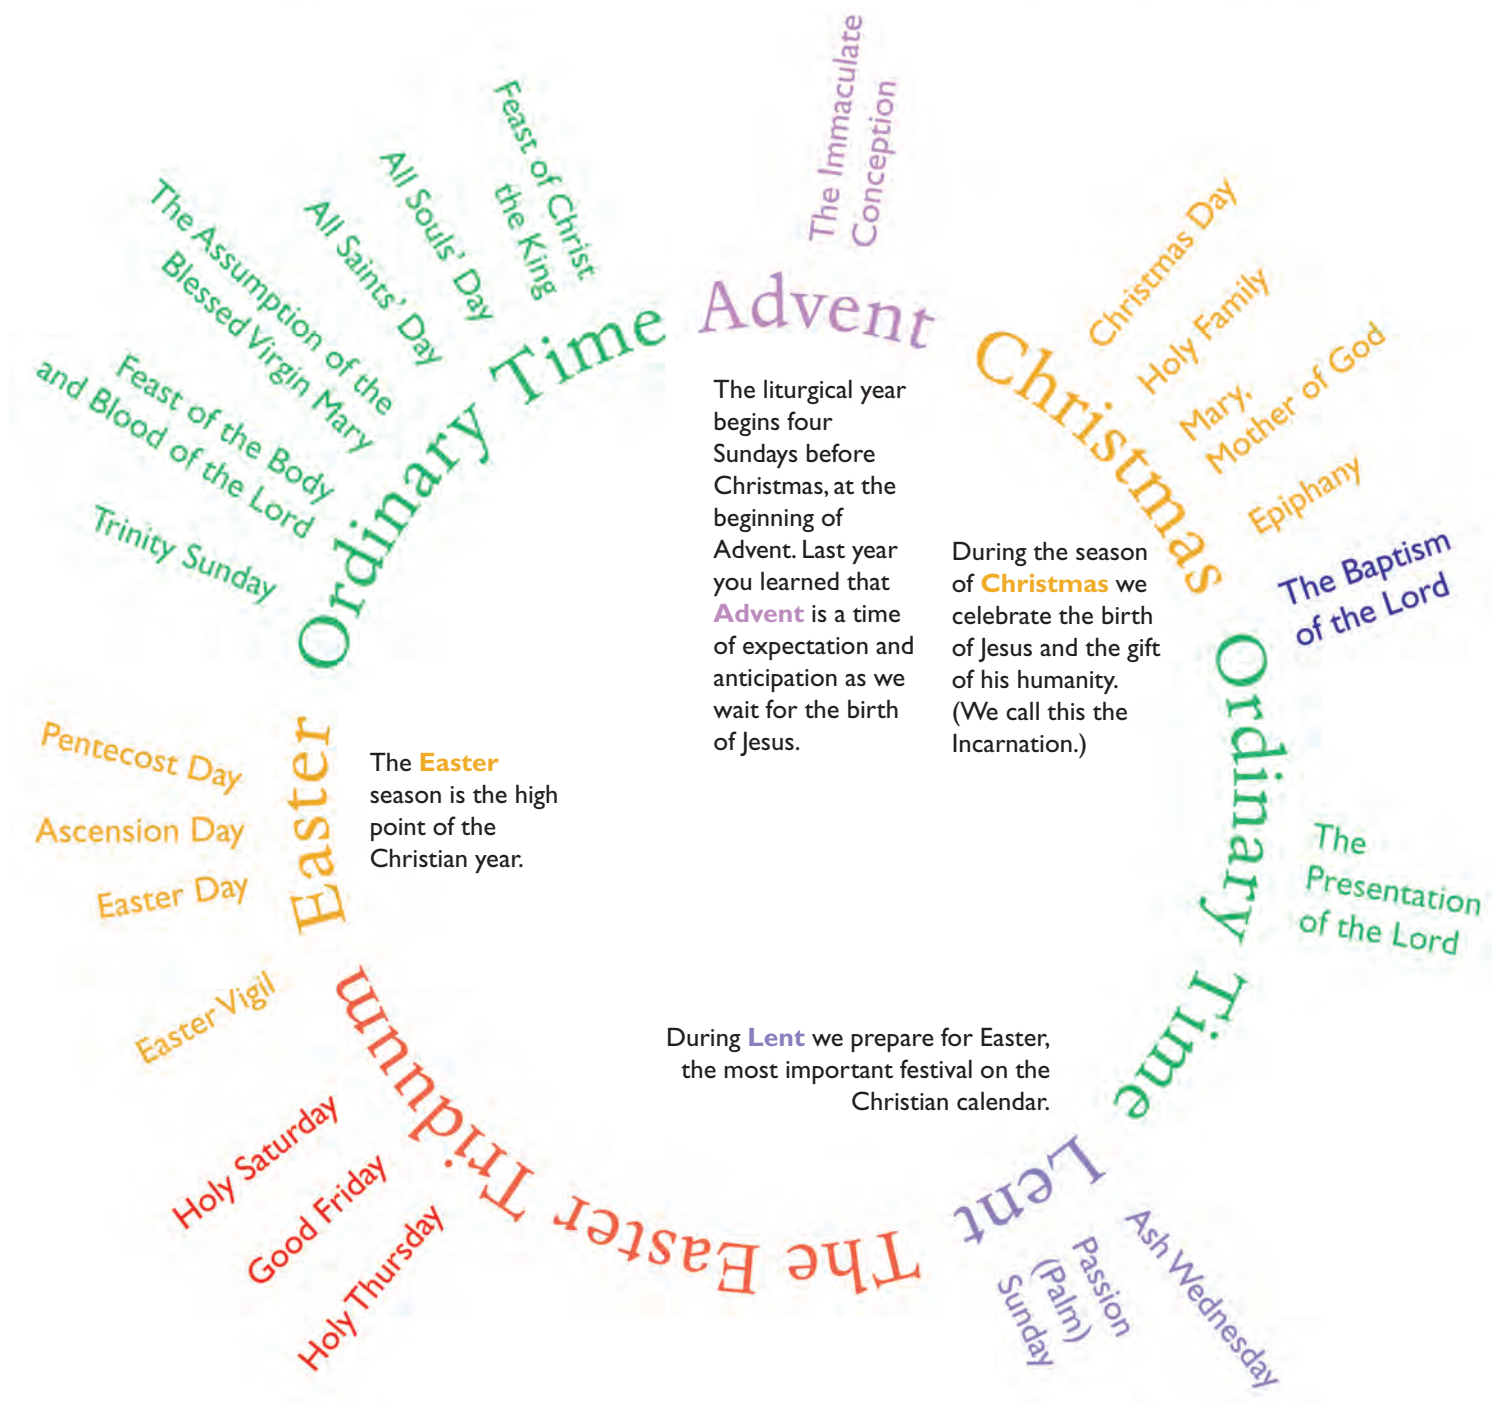 The Immaculate
Conception
Advent
Christmas Day
Holy Family
Mary,
Mother of God
Epiphany
Christmas
The Baptism
of the Lord
Ordinary Time
The
Presentation
of the Lord
Lent
Ash Wednesday
Passion
(Palm)
Sunday
The Easter Triduum
Holy Thursday
Good Friday
Holy Saturday
Easter Vigil
Easter
Easter Day
Ascension Day
Pentecost Day
Ordinary Time
Trinity Sunday
Feast of the Body
and Blood of the Lord
The Assumption of the
Blessed Virgin Mary
All Saints' Day
All Souls' Day
Feast of Christ
the King
The liturgical year
begins four
Sundays before
Christmas, at the
beginning of
Advent. Last year
you learned that
Advent is a time
of expectation and
anticipation as we
wait for the birth
of Jesus.
During the season
of Christmas we
celebrate the birth
of Jesus and the gift
of his humanity.
(We call this the
Incarnation.)
The Easter
season is the high
point of the
Christian year.
During Lent we prepare for Easter,
the most important festival on the
Christian calendar.